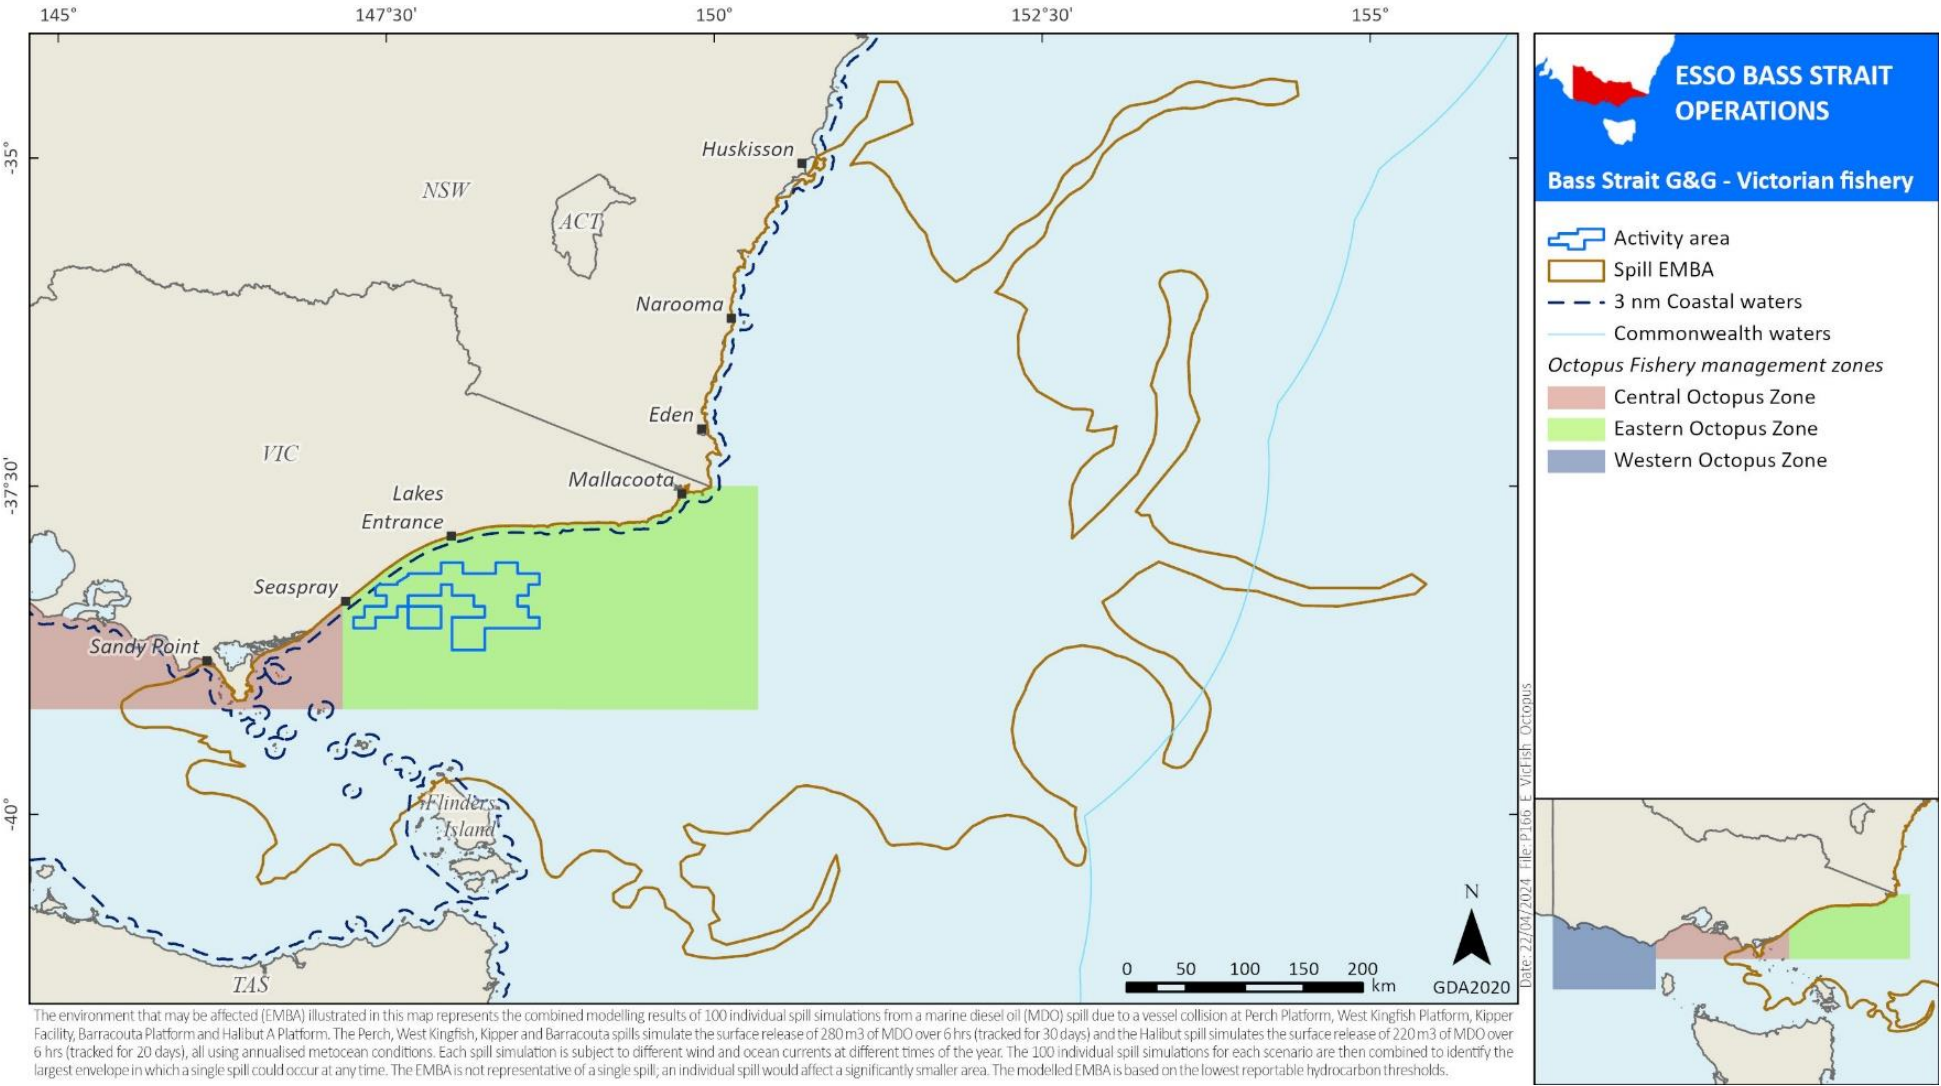 145°
147°30'
150°
152°30'
155°
-35°
-37°30'
-40°
Huskisson
NSW
ACT
Narooma
Eden
VIC
Mallacoota
Lakes
Entrance
Seaspray
Sandy Point
Flinders
Island
TAS
N
0 50 100 150 200
km
GDA2020
Date: 22/04/2024 File: P166_E_VicFish_Octopus
ESSO BASS STRAIT
OPERATIONS
Bass Strait G&G - Victorian fishery
Activity area
Spill EMBA
3 nm Coastal waters
Commonwealth waters
Octopus Fishery management zones
Central Octopus Zone
Eastern Octopus Zone
Western Octopus Zone
The environment that may be affected (EMBA) illustrated in this map represents the combined modelling results of 100 individual spill simulations from a marine diesel oil (MDO) spill due to a vessel collision at Perch Platform, West Kingfish Platform, Kipper
Facility, Barracouta Platform and Halibut A Platform. The Perch, West Kingfish, Kipper and Barracouta spills simulate the surface release of 280 m3 of MDO over 6 hrs (tracked for 30 days) and the Halibut spill simulates the surface release of 220 m3 of MDO over
6 hrs (tracked for 20 days), all using annualised metocean conditions. Each spill simulation is subject to different wind and ocean currents at different times of the year. The 100 individual spill simulations for each scenario are then combined to identify the
largest envelope in which a single spill could occur at any time. The EMBA is not representative of a single spill; an individual spill would affect a significantly smaller area. The modelled EMBA is based on the lowest reportable hydrocarbon thresholds.